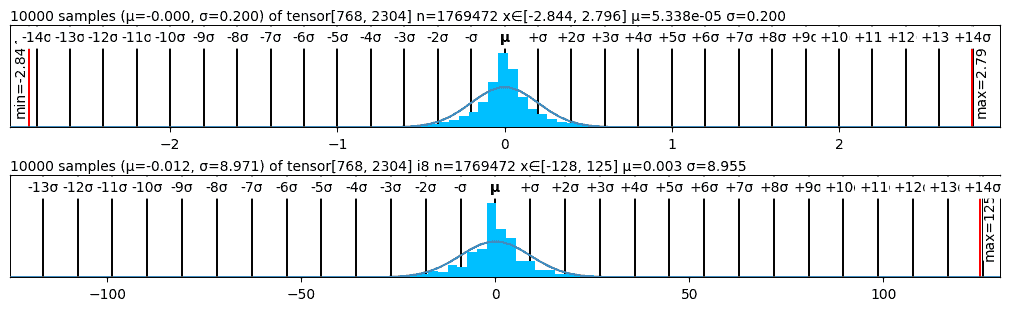 10000 samples (μ=-0.000, σ=0.200) of tensor[768, 2304] n=1769472 x∈[-2.844, 2.796] μ=5.338e-05 σ=0.200
-14σ -13σ -12σ -11σ -10σ -9σ -8σ -7σ -6σ -5σ -4σ -3σ -2σ -σ μ +σ +2σ +3σ +4σ +5σ +6σ +7σ +8σ +9σ +10 +11 +12 +13 +14σ
min=-2.84
max=2.79
−2 −1 0 1 2
10000 samples (μ=-0.012, σ=8.971) of tensor[768, 2304] i8 n=1769472 x∈[-128, 125] μ=0.003 σ=8.955
-13σ -12σ -11σ -10σ -9σ -8σ -7σ -6σ -5σ -4σ -3σ -2σ -σ μ +σ +2σ +3σ +4σ +5σ +6σ +7σ +8σ +9σ +10 +11 +12 +13 +14σ
max=125
−100 −50 0 50 100